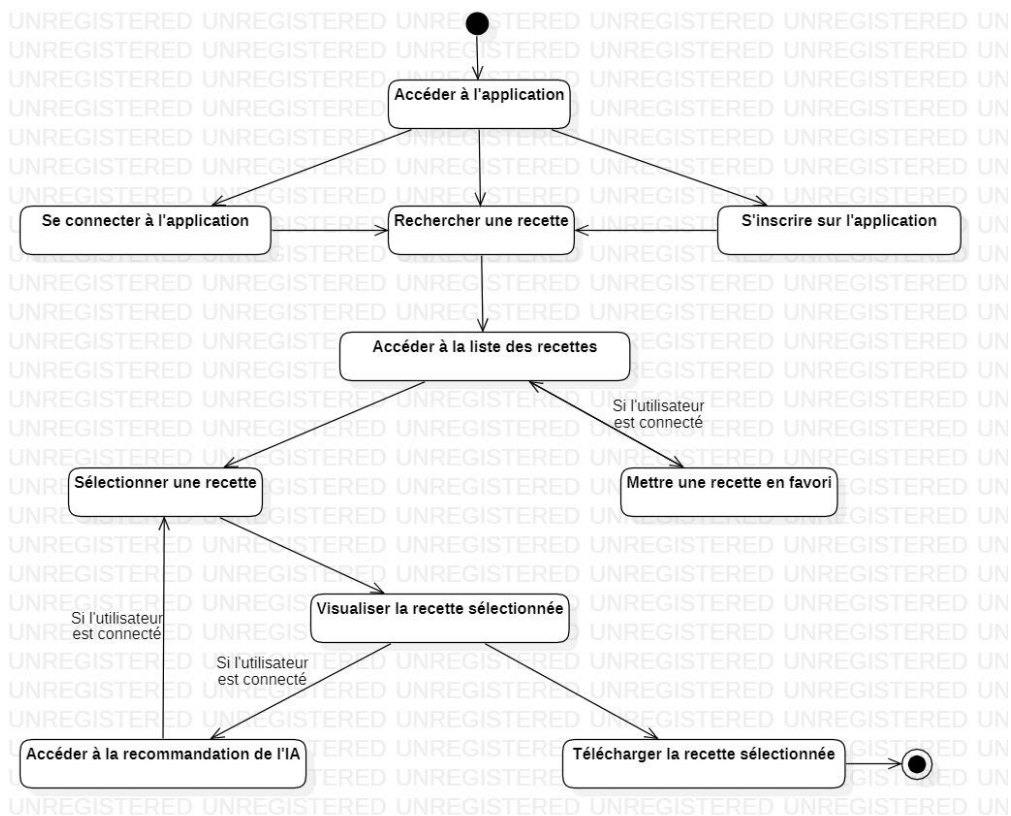 Accéder à l'application
Se connecter à l'application
Rechercher une recette
S'inscrire sur l'application
Accéder à la liste des recettes
Si l'utilisateur
est connecté
Sélectionner une recette
Mettre une recette en favori
Visualiser la recette sélectionnée
Si l'utilisateur
est connecté
Si l'utilisateur
est connecté
Accéder à la recommandation de l'IA
Télécharger la recette sélectionnée